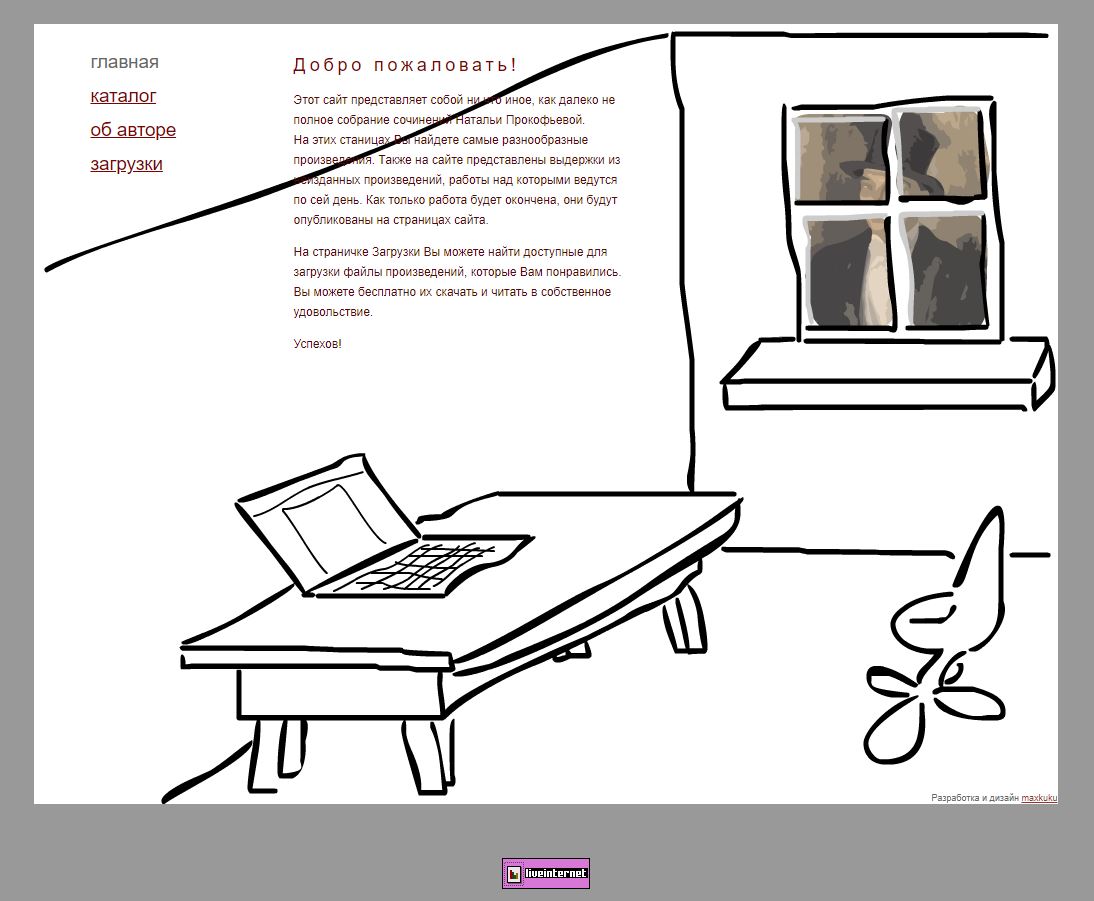 главная
каталог
об авторе
загрузки
Добро пожаловать!
Этот сайт представляет собой ни что иное, как далеко не
полное собрание сочинений Натальи Прокофьевой.
На этих станицах Вы найдете самые разнообразные
произведения. Также на сайте представлены выдержки из
неизданных произведений, работы над которыми ведутся
по сей день. Как только работа будет окончена, они будут
опубликованы на страницах сайта.
На страничке Загрузки Вы можете найти доступные для
загрузки файлы произведений, которые Вам понравились.
Вы можете бесплатно их скачать и читать в собственное
удовольствие.
Успехов!
Разработка и дизайн maxkuku
liveinternet